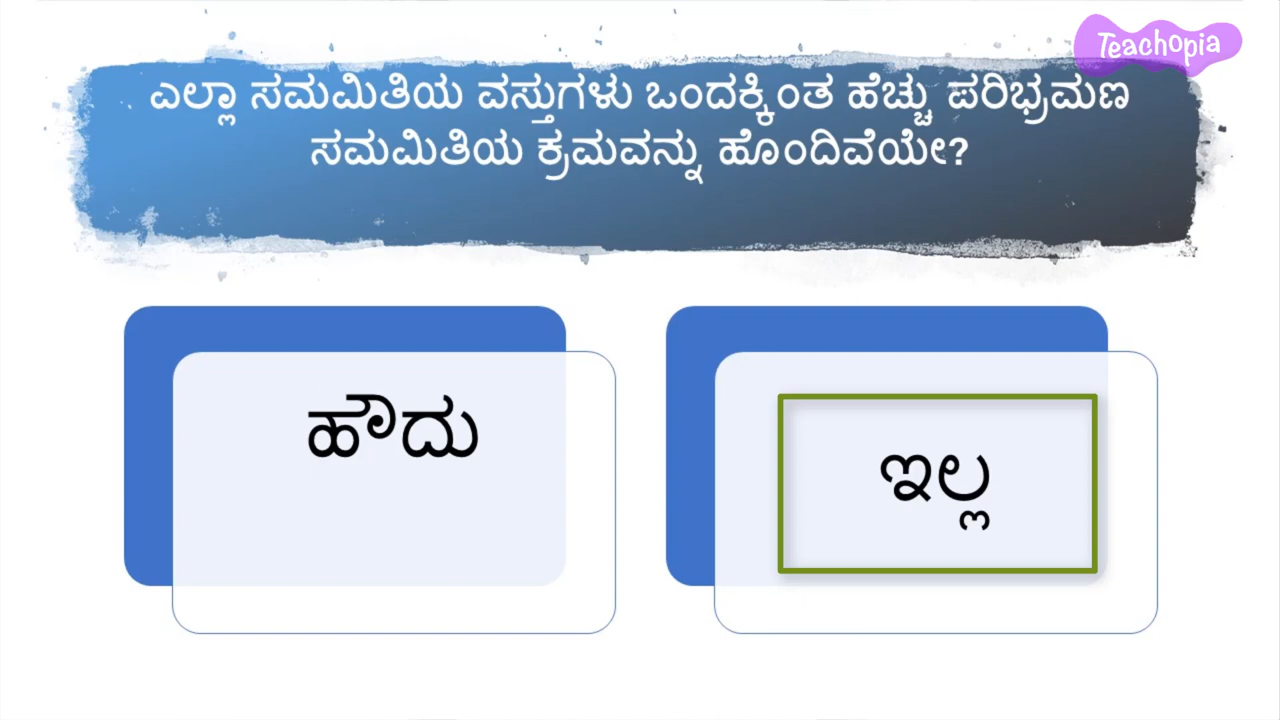 Teachopia
ಎಲ್ಲಾ ಸಮಮಿತಿಯ ವಸ್ತುಗಳು ಒಂದಕ್ಕಿಂತ ಹೆಚ್ಚು ಪರಿಭ್ರಮಣ
ಸಮಮಿತಿಯ ಕ್ರಮವನ್ನು ಹೊಂದಿವೆಯೇ?
ಹೌದು
ಇಲ್ಲ